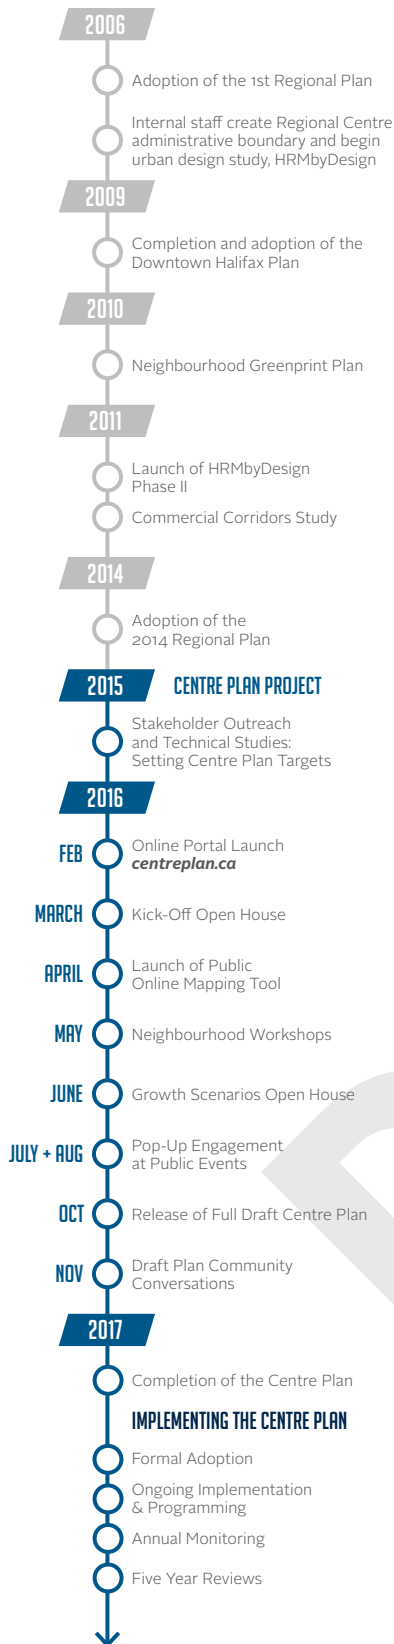 2006
Adoption of the 1st Regional Plan
Internal staff create Regional Centre
administrative boundary and begin
urban design study, HRMbyDesign
2009
Completion and adoption of the
Downtown Halifax Plan
2010
Neighbourhood Greenprint Plan
2011
Launch of HRMbyDesign
Phase II
Commercial Corridors Study
2014
Adoption of the
2014 Regional Plan
2015 CENTRE PLAN PROJECT
Stakeholder Outreach
and Technical Studies:
Setting Centre Plan Targets
2016
FEB Online Portal Launch
centreplan.ca
MARCH Kick-Off Open House
APRIL Launch of Public
Online Mapping Tool
MAY Neighbourhood Workshops
JUNE Growth Scenarios Open House
JULY + AUG Pop-Up Engagement
at Public Events
OCT Release of Full Draft Centre Plan
NOV Draft Plan Community
Conversations
2017
Completion of the Centre Plan
IMPLEMENTING THE CENTRE PLAN
Formal Adoption
Ongoing Implementation
& Programming
Annual Monitoring
Five Year Reviews